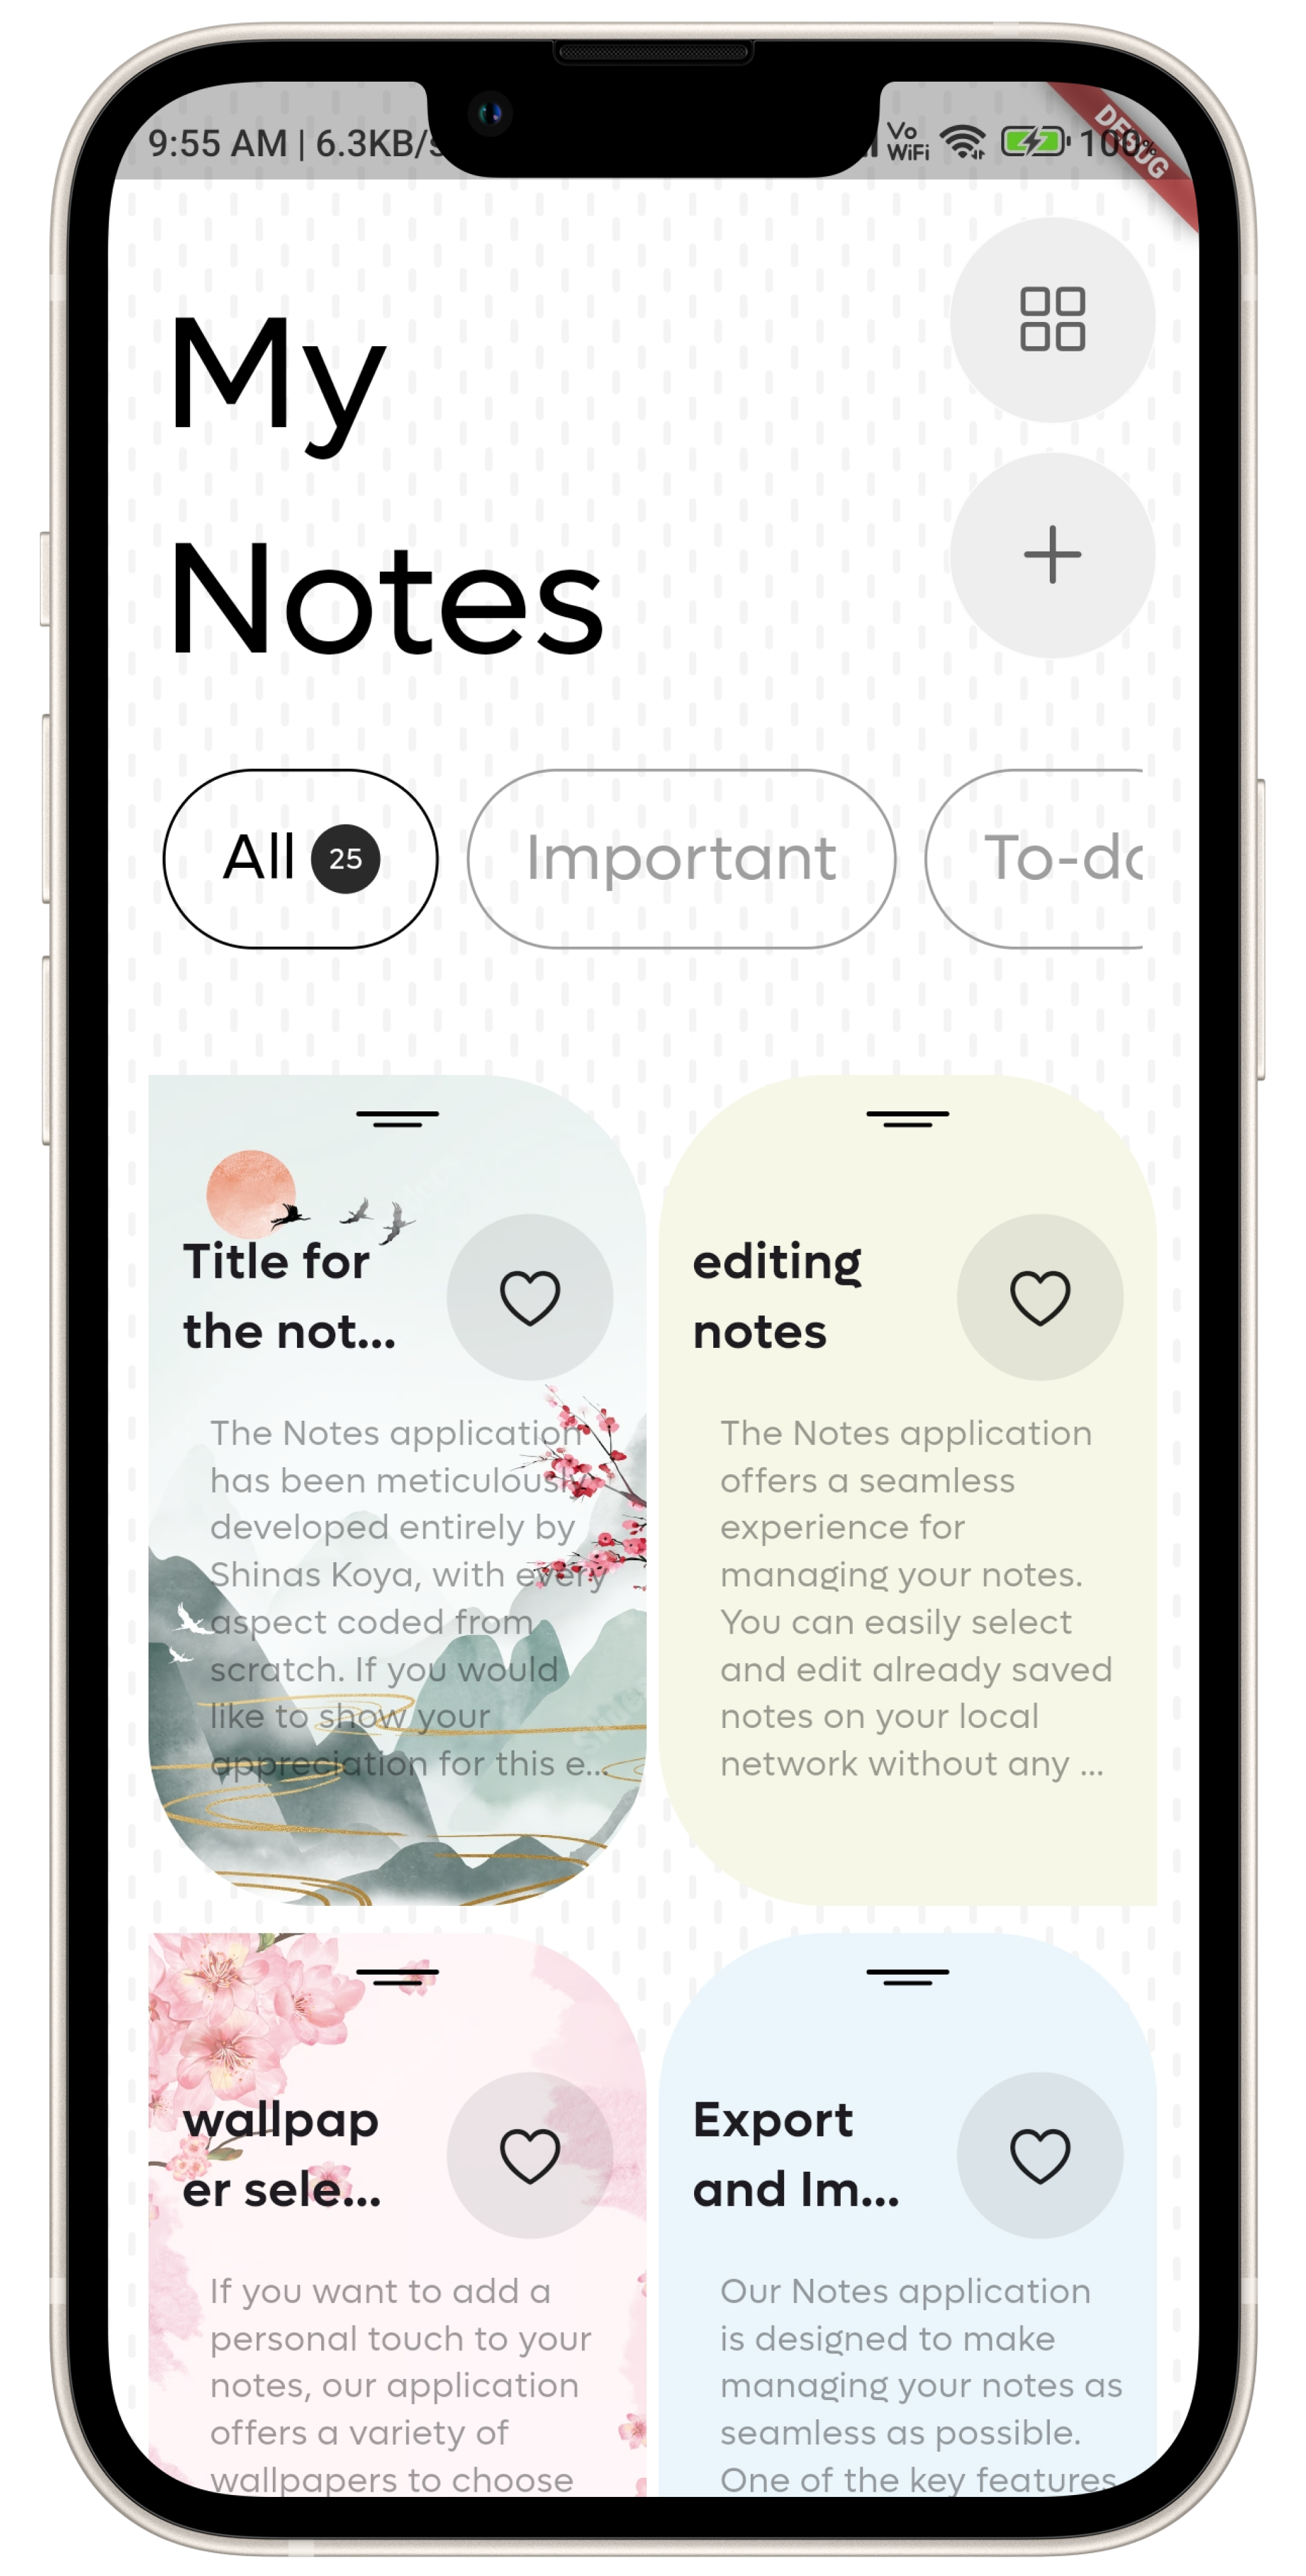 9:55 AM | 6.3KB/s
Vo
WiFi
100%
DEBUG
My
Notes
All 25
Important
To-do
Title for
the not...
The Notes application
has been meticulously
developed entirely by
Shinas Koya, with every
aspect coded from
scratch. If you would
like to show your
appreciation for this e...
editing
notes
The Notes application
offers a seamless
experience for
managing your notes.
You can easily select
and edit already saved
notes on your local
network without any ...
wallpap
er sele...
If you want to add a
personal touch to your
notes, our application
offers a variety of
wallpapers to choose
Export
and Im...
Our Notes application
is designed to make
managing your notes as
seamless as possible.
One of the key features